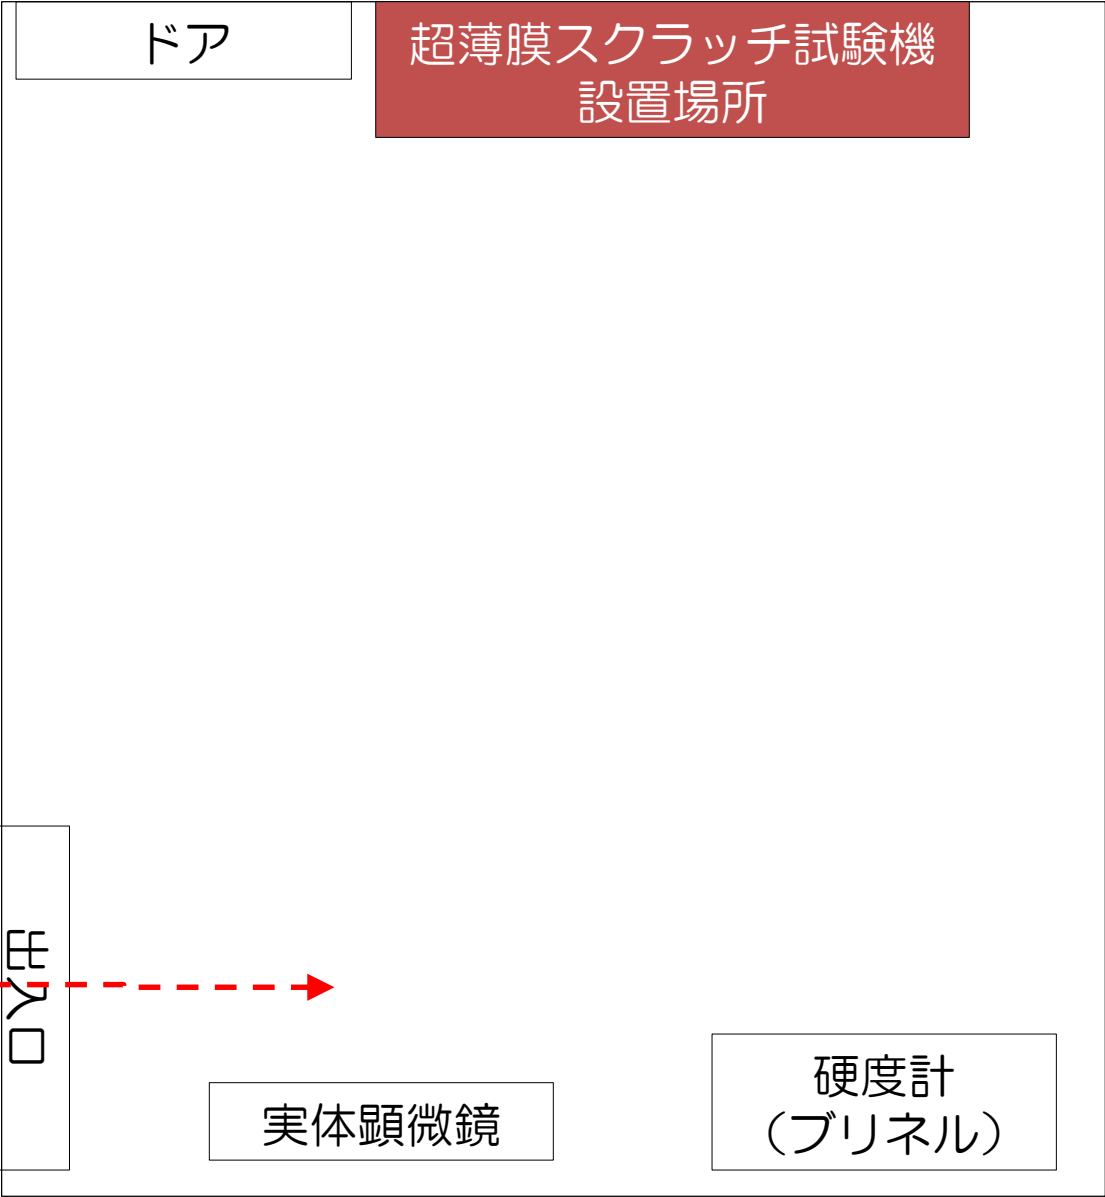 ドア
超薄膜スクラッチ試験機
設置場所
出入口
実体顕微鏡
硬度計
（ブリネル）